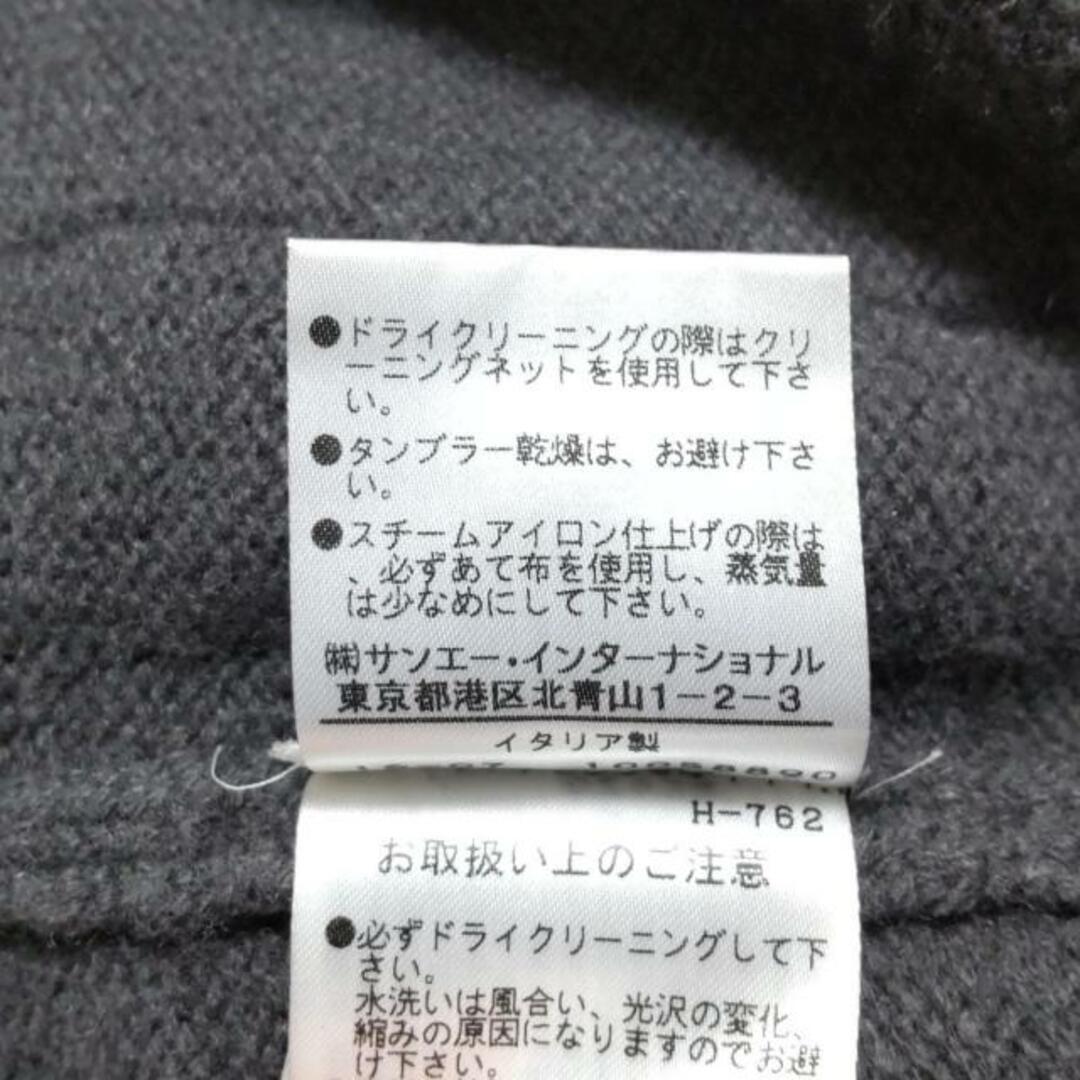 ●ドライクリーニングの際はクリ
ーニングネットを使用して下さ
い。
●タンブラー乾燥は、お避け下さ
い。
●スチームアイロン仕上げの際は
、必ずあて布を使用し、蒸気量
は少なめにして下さい。
㈱サンエー・インターナショナル
東京都港区北青山1-2-3
イタリア製
H-762
お取扱い上のご注意
●必ずドライクリーニングして下
さい。
水洗いは風合い、光沢の変化、
縮みの原因になりますのでお避
け下さい。